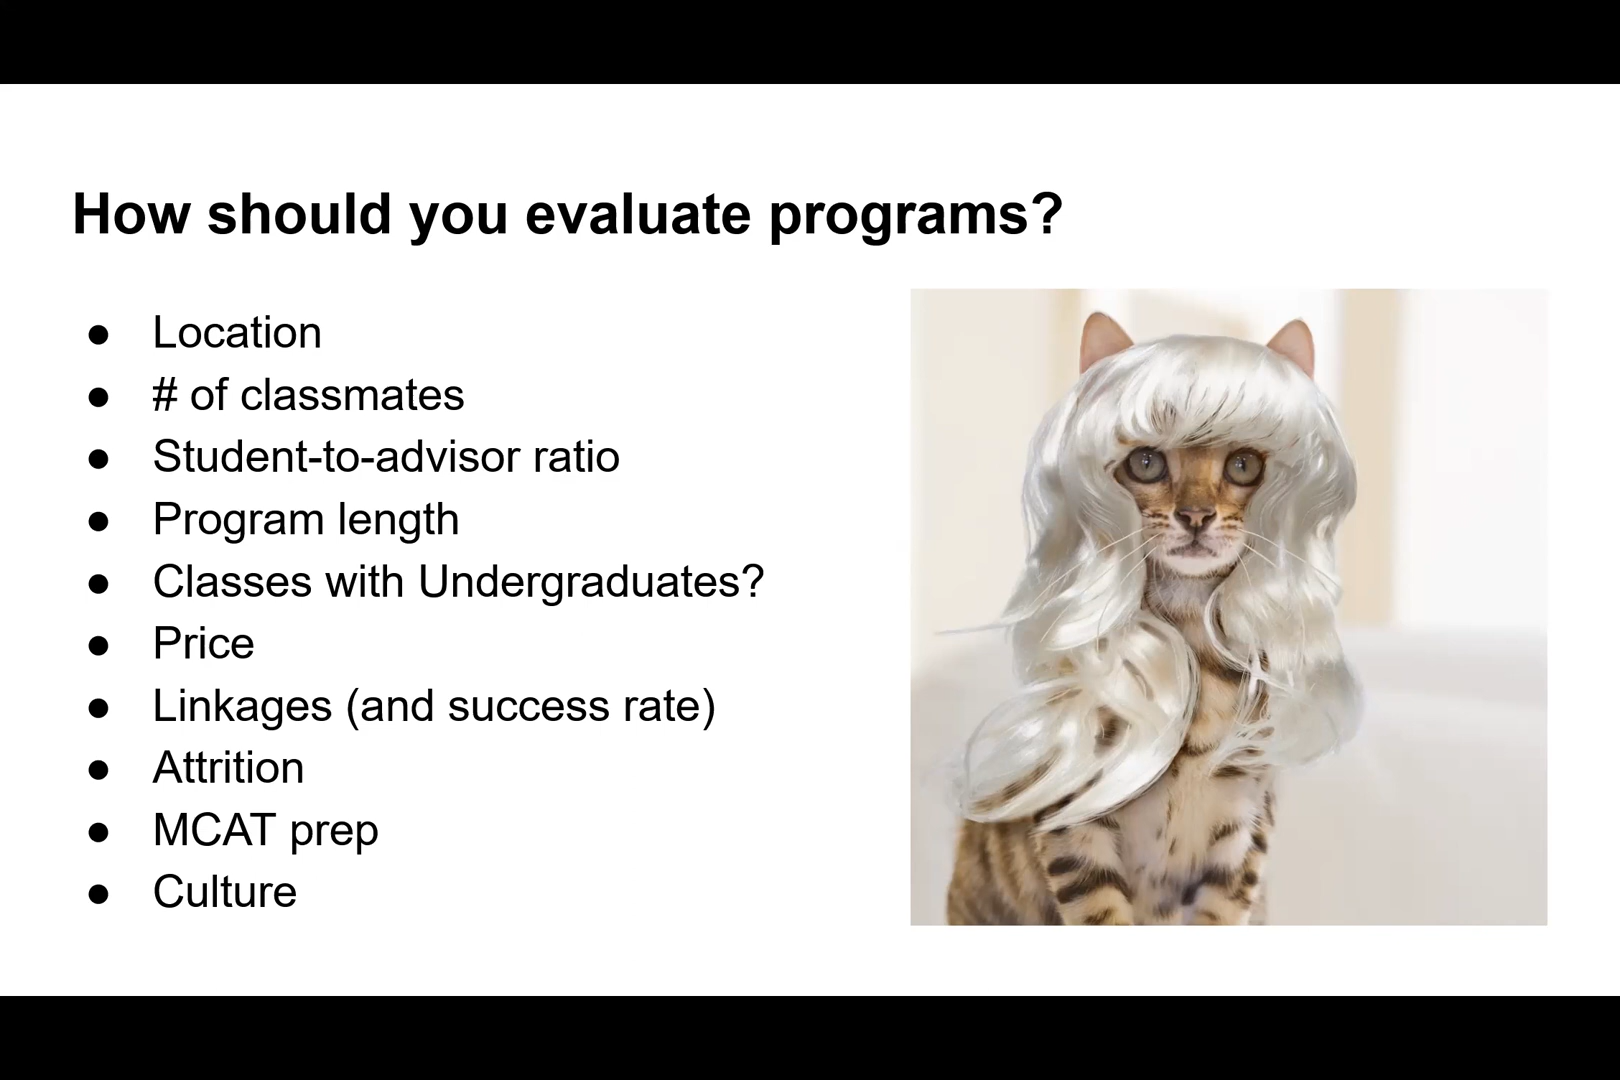 How should you evaluate programs?
● Location
● # of classmates
● Student-to-advisor ratio
● Program length
● Classes with Undergraduates?
● Price
● Linkages (and success rate)
● Attrition
● MCAT prep
● Culture